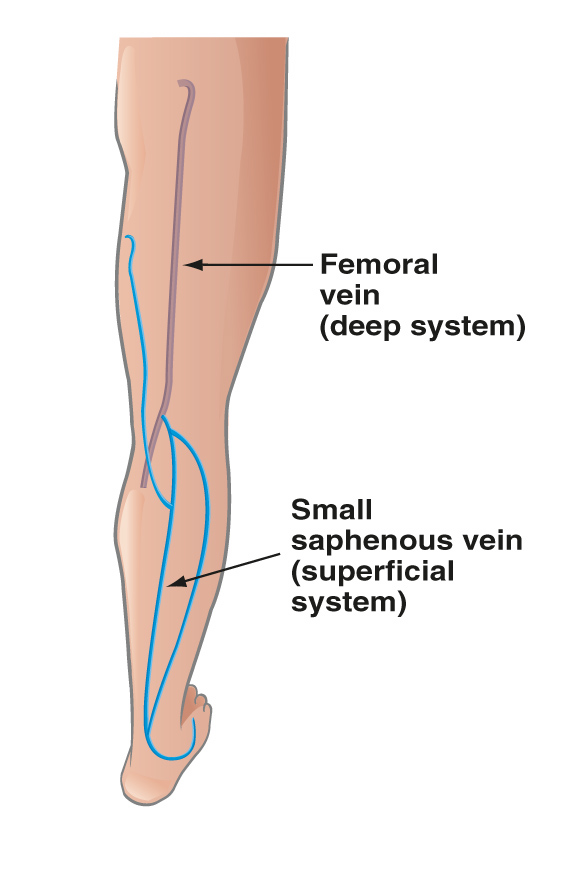 Femoral
vein
(deep system)
Small
saphenous vein
(superficial
system)